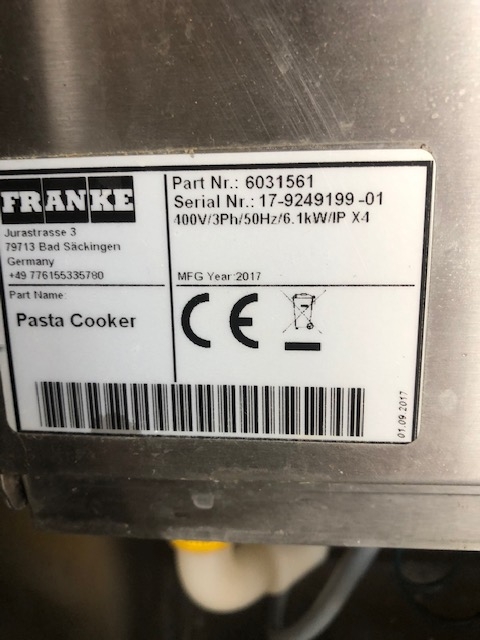 FRANKE
Jurastrasse 3
79713 Bad Säckingen
Germany
+49 776155335780
Part Name:
Pasta Cooker
Part Nr.: 6031561
Serial Nr.: 17-9249199 -01
400V/3Ph/50Hz/6.1kW/IP X4
MFG Year:2017
CE
01.09.2017